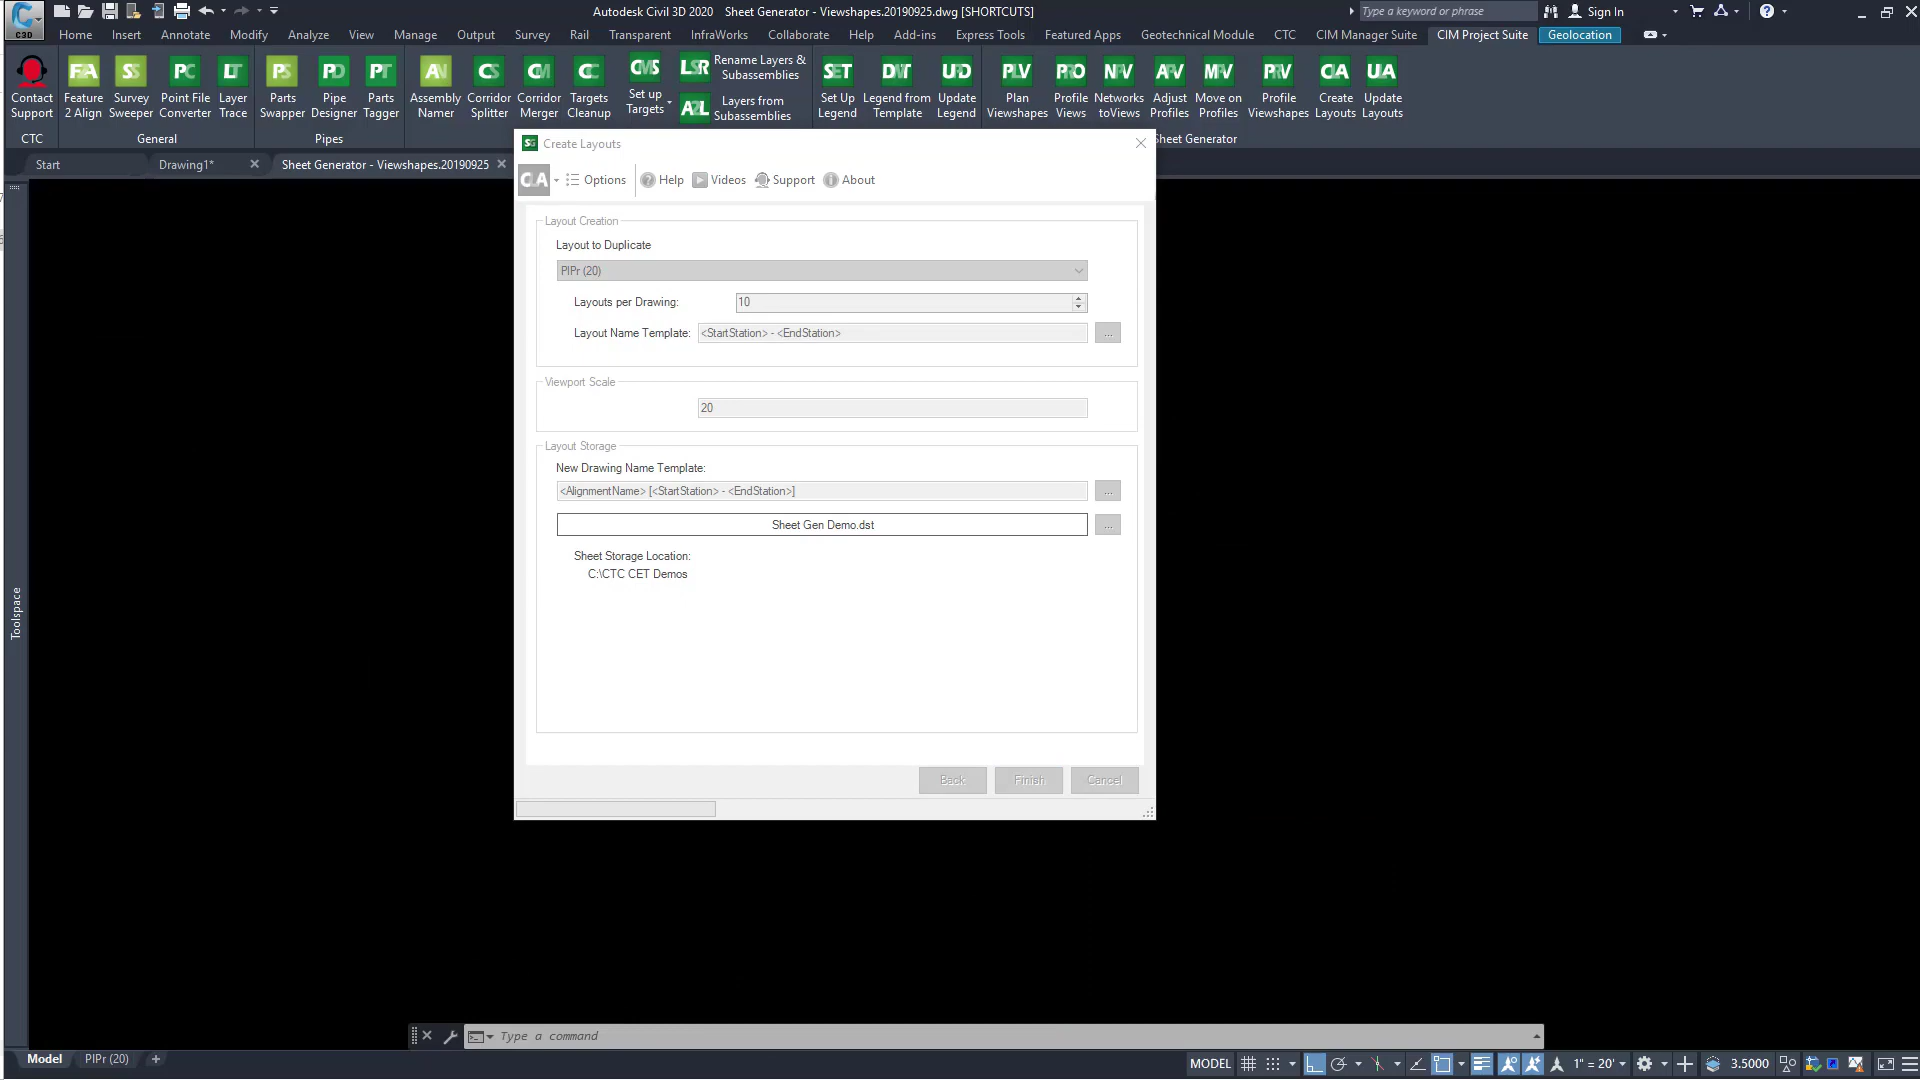 Autodesk Civil 3D 2020 Sheet Generator - Viewshapes.20190925.dwg [SHORTCUTS]
Type a keyword or phrase
Sign In
C3D
Home Insert Annotate Modify Analyze View Manage Output Survey Rail Transparent InfraWorks Collaborate Help Add-ins Express Tools Featured Apps Geotechnical Module CTC CIM Manager Suite CIM Project Suite Geolocation
Contact Support
Feature 2 Align
Survey Sweeper
Point File Converter
Layer Trace
Parts Swapper
Pipe Designer
Parts Tagger
Assembly Namer
Corridor Splitter
Corridor Merger
Targets Cleanup
Set up Targets
Rename Layers & Subassemblies
Layers from Subassemblies
Set Up Legend
Legend from Template
Update Legend
Plan Viewshapes
Profile Views
Networks toViews
Adjust Profiles
Move on Profiles
Profile Viewshapes
Create Layouts
Update Layouts
CTC
General
Pipes
Sheet Generator
Start
Drawing1*
Sheet Generator - Viewshapes.20190925
Create Layouts
Options
Help
Videos
Support
About
Layout Creation
Layout to Duplicate
PIPr (20)
Layouts per Drawing: 10
Layout Name Template: <StartStation> - <EndStation>
...
Viewport Scale
20
Layout Storage
New Drawing Name Template:
<AlignmentName> [<StartStation> - <EndStation>]
...
Sheet Gen Demo.dst
...
Sheet Storage Location:
C:\CTC CET Demos
Back
Finish
Cancel
Toolspace
Type a command
Model
PIPr (20)
+
MODEL
1" = 20'
3.5000